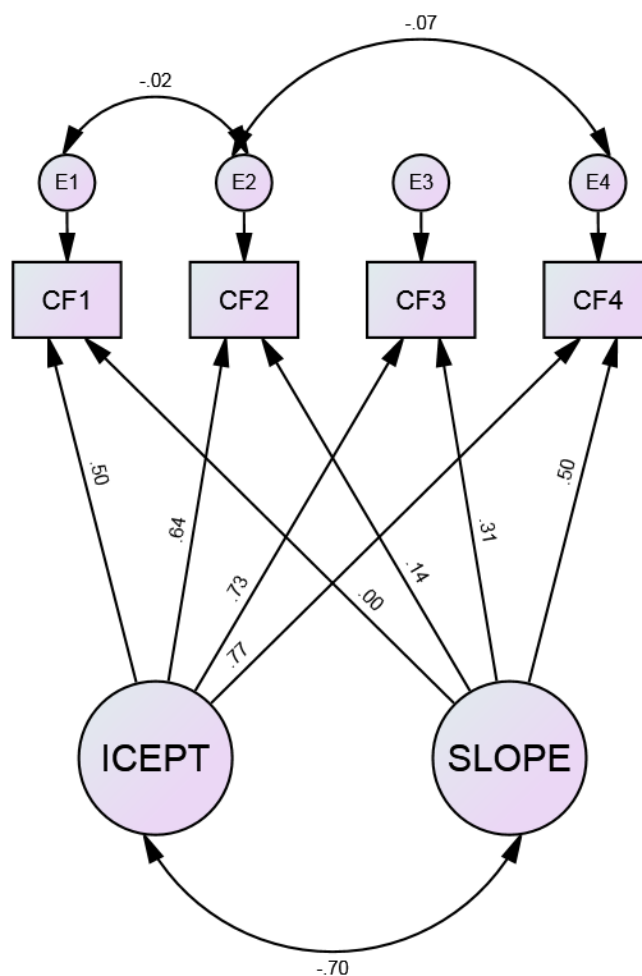 -.07
-.02
E1
E2
E3
E4
CF1
CF2
CF3
CF4
.50
.64
.73
.77
.00
.14
.31
.50
ICEPT
SLOPE
-.70